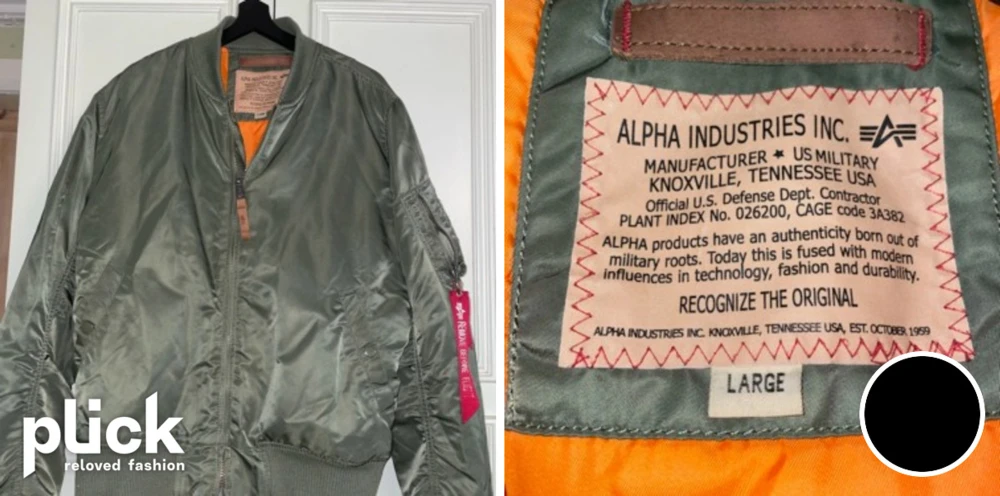 plick
reloved fashion
ALPHA INDUSTRIES INC.
MANUFACTURER ★ US MILITARY
KNOXVILLE, TENNESSEE USA
Official U.S. Defense Dept. Contractor
PLANT INDEX No. 026200, CAGE code 3A382
ALPHA products have an authenticity born out of
military roots. Today this is fused with modern
influences in technology, fashion and durability.
RECOGNIZE THE ORIGINAL
ALPHA INDUSTRIES INC. KNOXVILLE, TENNESSEE USA, EST. OCTOBER 1959
LARGE